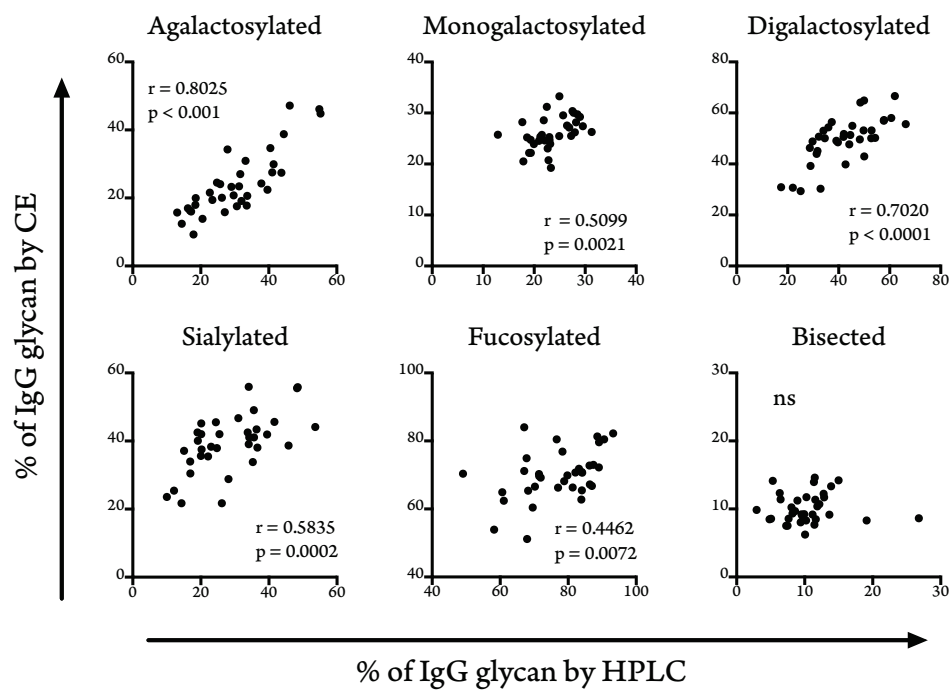 Agalactosylated
Monogalactosylated
Digalactosylated
60
40
20
0
r = 0.8025
p < 0.001
0 20 40 60
40
30
20
10
0
r = 0.5099
p = 0.0021
0 10 20 30 40
80
60
40
20
0
r = 0.7020
p < 0.0001
0 20 40 60 80
% of IgG glycan by CE
Sialylated
Fucosylated
Bisected
60
40
20
0
r = 0.5835
p = 0.0002
0 20 40 60
100
80
60
40
r = 0.4462
p = 0.0072
40 60 80 100
30
20
10
0
ns
0 10 20 30
% of IgG glycan by HPLC